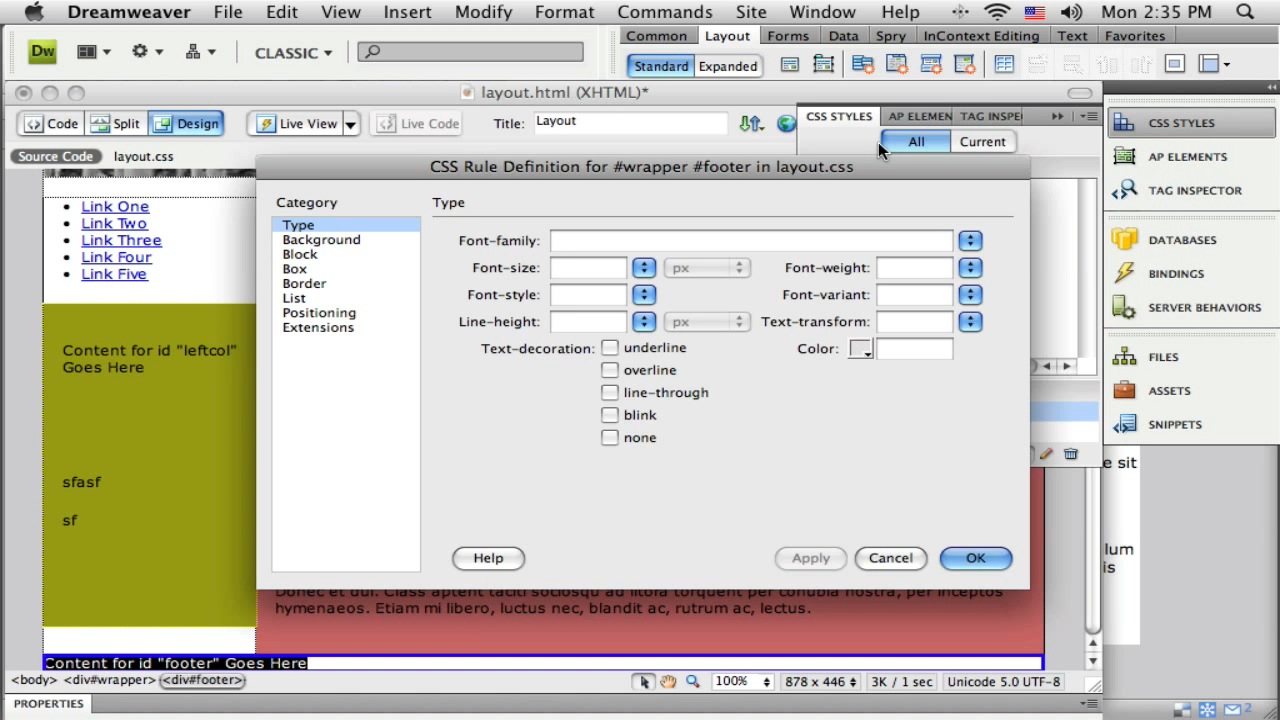 Dreamweaver File Edit View Insert Modify Format Commands Site Window Help Mon 2:35 PM
Dw CLASSIC
Common Layout Forms Data Spry InContext Editing Text Favorites
Standard Expanded
layout.html (XHTML)*
Code Split Design Live View Live Code Title: Layout
CSS STYLES AP ELEMEN TAG INSPE
All Current
Source Code layout.css
CSS Rule Definition for #wrapper #footer in layout.css
Category
Type
Background
Block
Box
Border
List
Positioning
Extensions
Type
Font-family:
Font-size: px Font-weight:
Font-style: Font-variant:
Line-height: px Text-transform:
Text-decoration: underline Color:
overline
line-through
blink
none
Help Apply Cancel OK
Link One
Link Two
Link Three
Link Four
Link Five
Content for id "leftcol"
Goes Here
sfasf
sf
Donec et dui. Class aptent taciti sociosqu ad litora torquent per conubia nostra, per inceptos
hymenaeos. Etiam mi libero, luctus nec, blandit ac, rutrum ac, lectus.
Content for id "footer" Goes Here
<body> <div#wrapper> <div#footer> 100% 878 x 446 3K / 1 sec Unicode 5.0 UTF-8
PROPERTIES
CSS STYLES
AP ELEMENTS
TAG INSPECTOR
DATABASES
BINDINGS
SERVER BEHAVIORS
FILES
ASSETS
SNIPPETS
e sit
lum
is
2